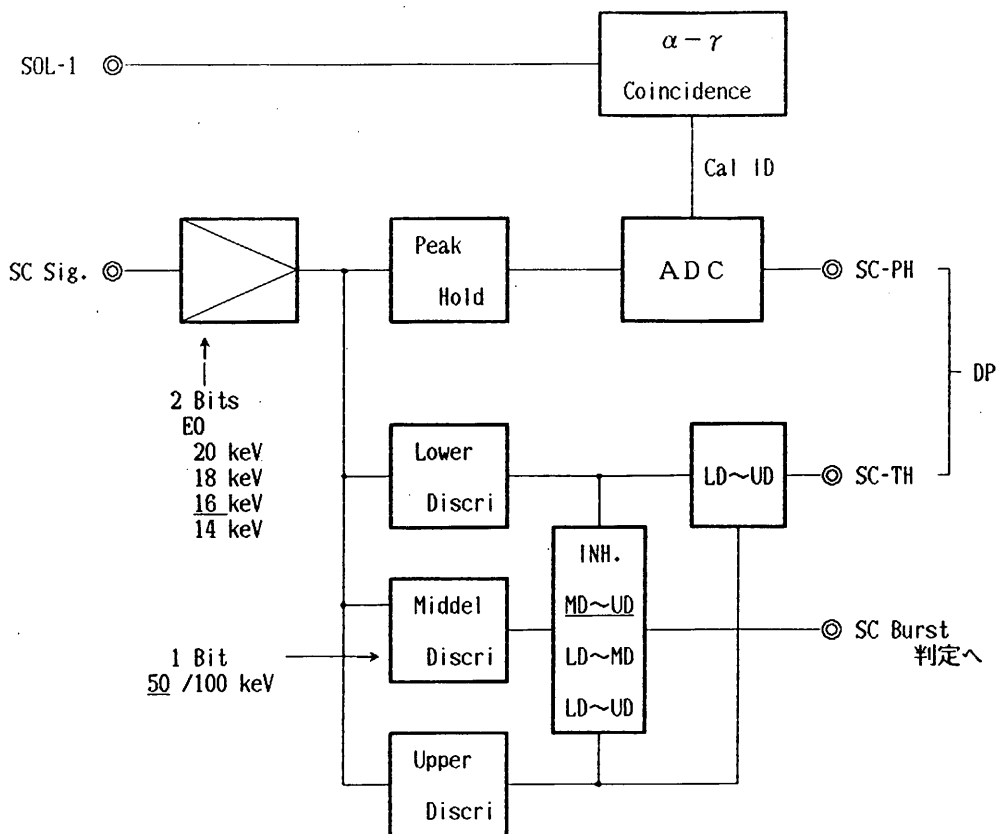 α－γ
Coincidence
SOL-1 ◎
Cal ID
SC Sig. ◎
Peak
Hold
ADC
◎ SC-PH
DP
2 Bits
EO
20 keV
18 keV
16 keV
14 keV
Lower
Discri
LD～UD
◎ SC-TH
INH.
MD～UD
LD～MD
LD～UD
Middel
Discri
1 Bit
50 /100 keV
◎ SC Burst
判定へ
Upper
Discri